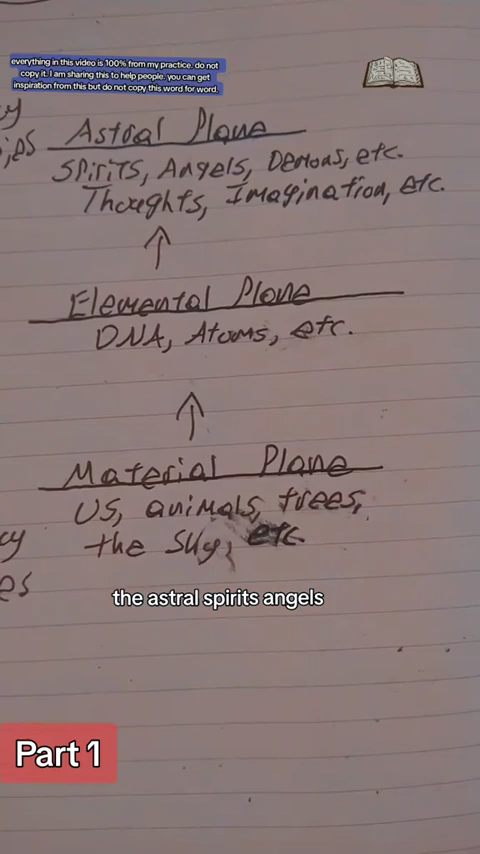 everything in this video is 100% from my practice. do not
copy it. I am sharing this to help people. you can get
inspiration from this but do not copy this word for word.
Astral Plane
Spirits, Angels, Demons, etc.
Thoughts, Imagination, etc.
Elemental Plane
DNA, Atoms, etc.
Material Plane
US, animals, trees,
the sky, etc
the astral spirits angels
Part 1